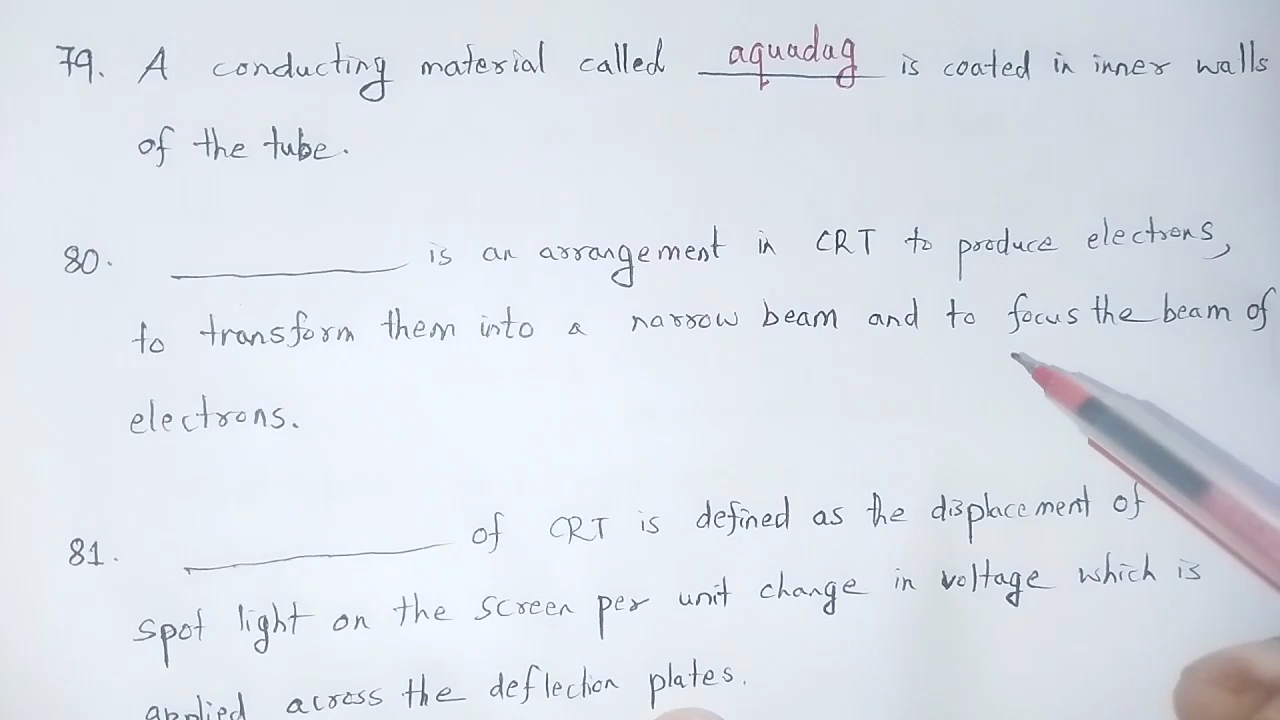 79. A conducting material called aquadag is coated in inner walls
of the tube.
80. is an arrangement in CRT to produce electrons,
to transform them into a narrow beam and to focus the beam of
electrons.
81. of CRT is defined as the displacement of
spot light on the screen per unit change in voltage which is
applied across the deflection plates.